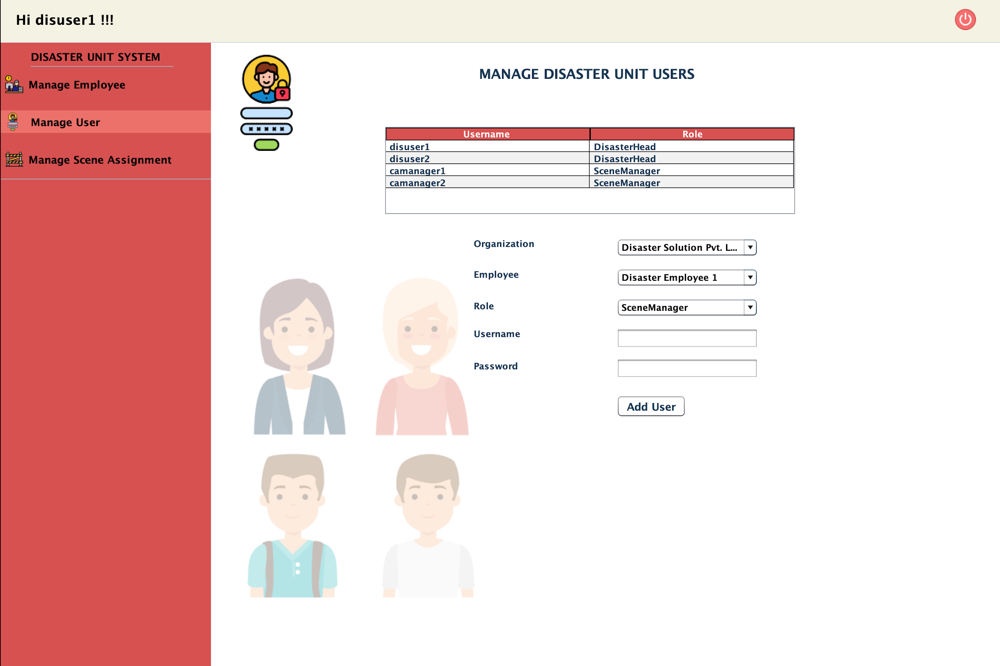 Hi disuser1 !!!
DISASTER UNIT SYSTEM
Manage Employee
Manage User
Manage Scene Assignment
MANAGE DISASTER UNIT USERS
Username Role
disuser1 DisasterHead
disuser2 DisasterHead
camanager1 SceneManager
camanager2 SceneManager
Organization Disaster Solution Pvt. L...
Employee Disaster Employee 1
Role SceneManager
Username
Password
Add User